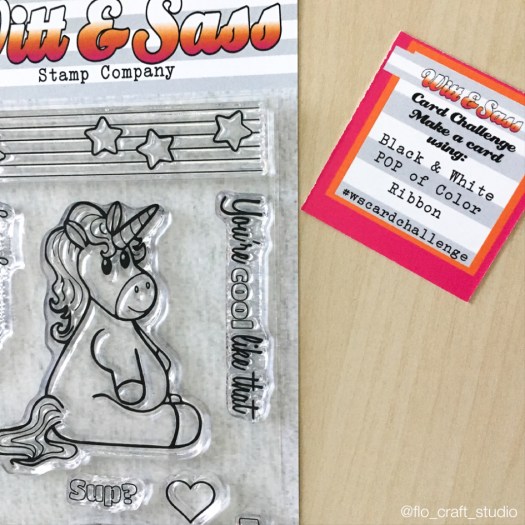 Witt & Sass
Stamp Company
You're cool like that
Sup?
Witt & Sass
Card Challenge
Make a card
using:
Black & White
POP of Color
Ribbon
#wscardchallenge
@flo_craft_studio